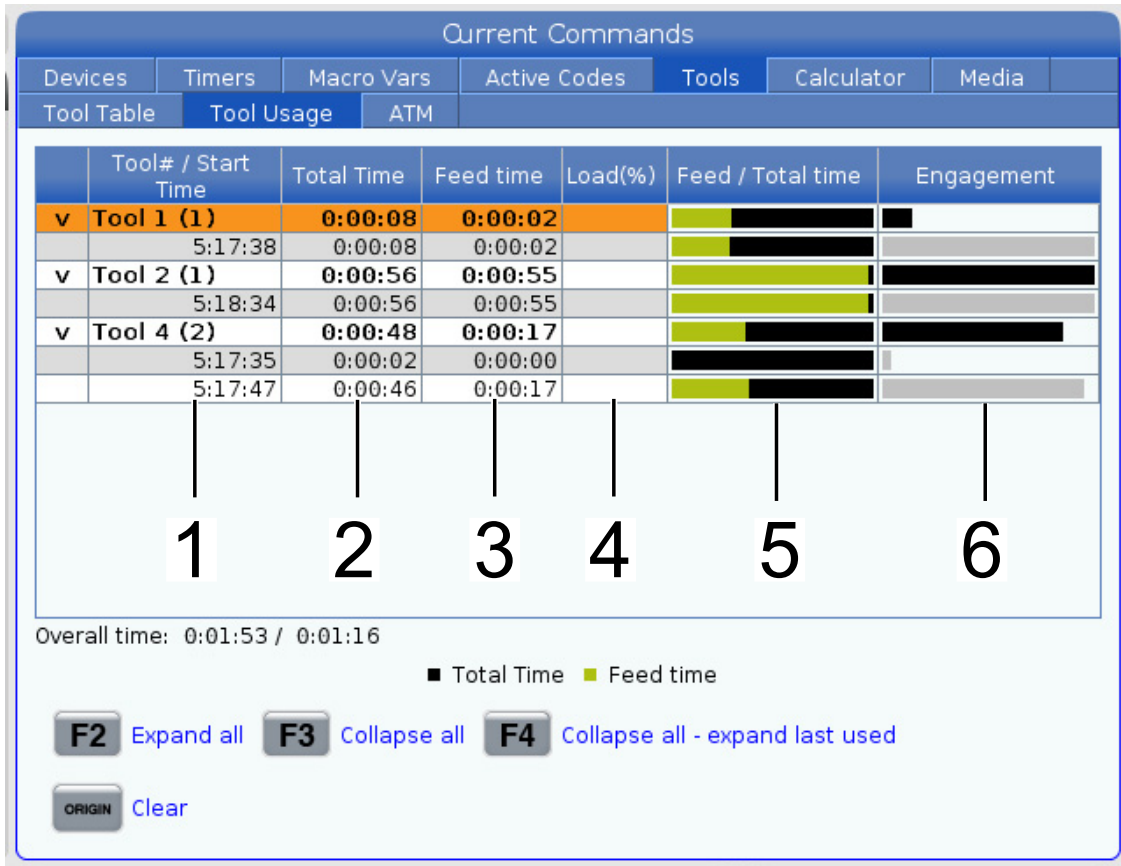 Current Commands
Devices Timers Macro Vars Active Codes Tools Calculator Media
Tool Table Tool Usage ATM
Tool# / Start Time Total Time Feed time Load(%) Feed / Total time Engagement
v Tool 1 (1) 0:00:08 0:00:02
5:17:38 0:00:08 0:00:02
v Tool 2 (1) 0:00:56 0:00:55
5:18:34 0:00:56 0:00:55
v Tool 4 (2) 0:00:48 0:00:17
5:17:35 0:00:02 0:00:00
5:17:47 0:00:46 0:00:17
1 2 3 4 5 6
Overall time: 0:01:53 / 0:01:16
Total Time Feed time
F2 Expand all F3 Collapse all F4 Collapse all - expand last used
ORIGIN Clear